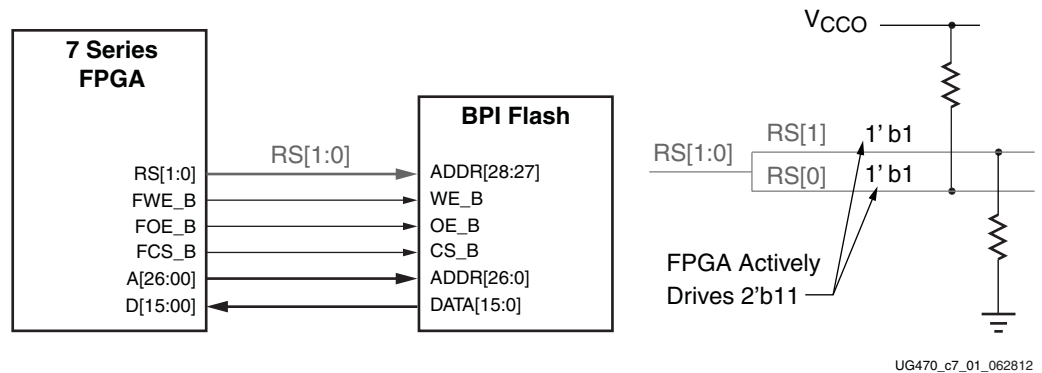 7 Series
FPGA
RS[1:0]
FWE_B
FOE_B
FCS_B
A[26:00]
D[15:00]
RS[1:0]
BPI Flash
ADDR[28:27]
WE_B
OE_B
CS_B
ADDR[26:0]
DATA[15:0]
VCCO
RS[1:0]
RS[1] 1' b1
RS[0] 1' b1
FPGA Actively
Drives 2'b11
UG470_c7_01_062812